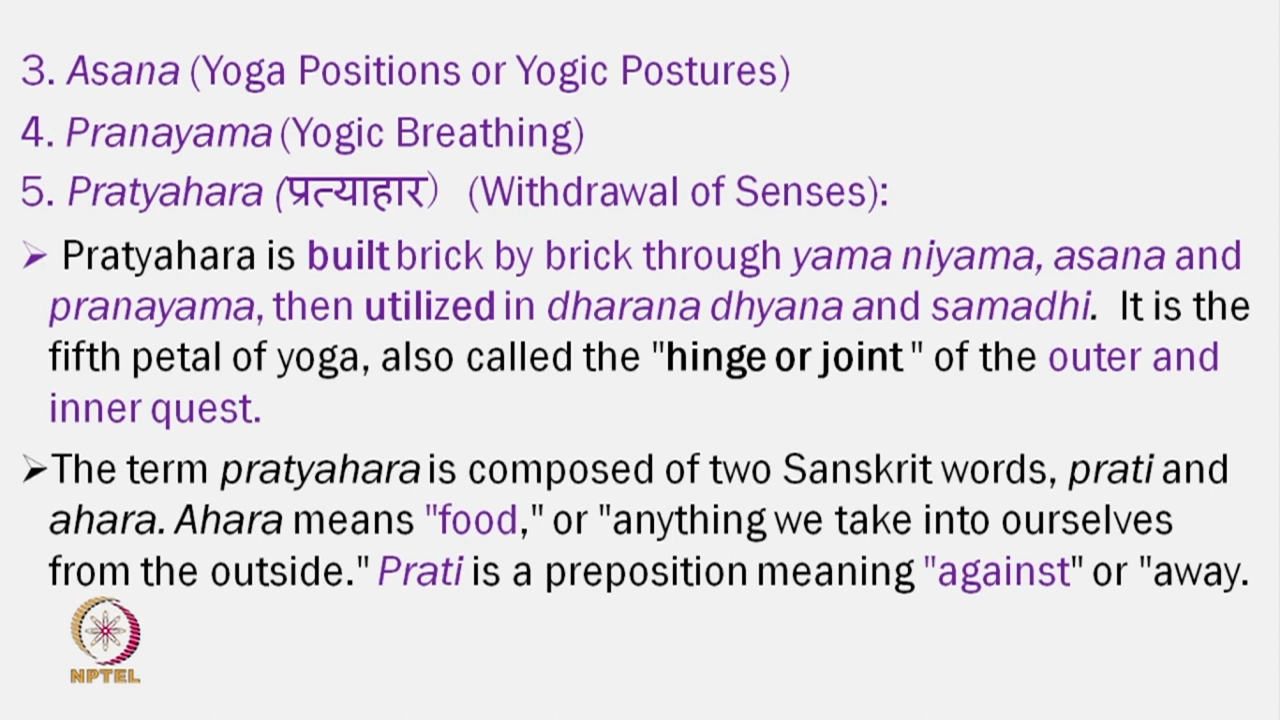 3. Asana (Yoga Positions or Yogic Postures)
4. Pranayama (Yogic Breathing)
5. Pratyahara (प्रत्याहार) (Withdrawal of Senses):
➢ Pratyahara is built brick by brick through yama niyama, asana and
pranayama, then utilized in dharana dhyana and samadhi. It is the
fifth petal of yoga, also called the "hinge or joint " of the outer and
inner quest.
➢The term pratyahara is composed of two Sanskrit words, prati and
ahara. Ahara means "food," or "anything we take into ourselves
from the outside." Prati is a preposition meaning "against" or "away.
NPTEL